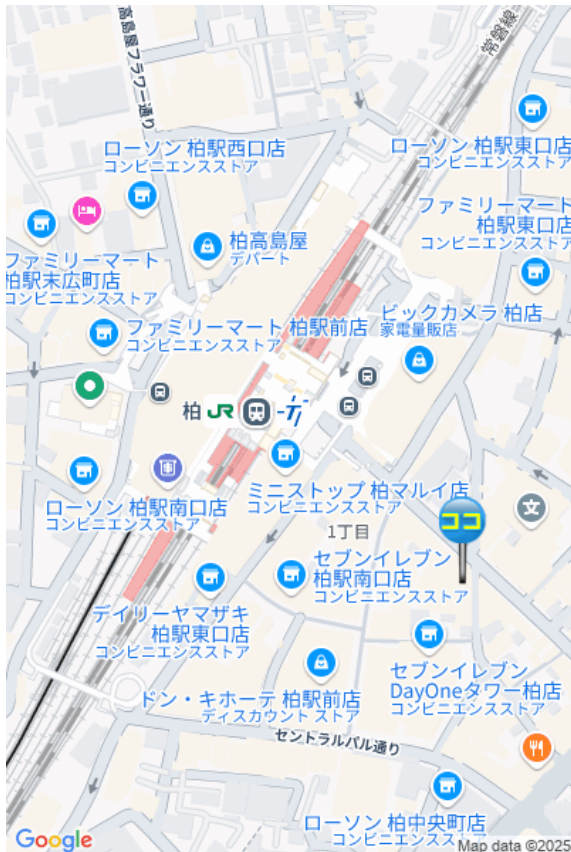 高島屋フラワー通り
常磐線
ローソン 柏駅西口店
コンビニエンスストア
ローソン 柏駅東口店
コンビニエンスストア
ファミリーマート
柏駅東口店
コンビニエンスストア
柏高島屋
デパート
ファミリーマート
柏駅末広町店
コンビニエンスストア
ビックカメラ 柏店
家電量販店
ファミリーマート 柏駅前店
コンビニエンスストア
柏 JR
ミニストップ 柏マルイ店
コンビニエンスストア
ローソン 柏駅南口店
コンビニエンスストア
ココ
文
1丁目
セブンイレブン
柏駅南口店
コンビニエンスストア
デイリーヤマザキ
柏駅東口店
コンビニエンスストア
セブンイレブン
DayOneタワー柏店
コンビニエンスストア
ドン・キホーテ 柏駅前店
ディスカウント ストア
セントラルパル通り
ローソン 柏中央町店
コンビニエンスストア
Google
Map data ©2025